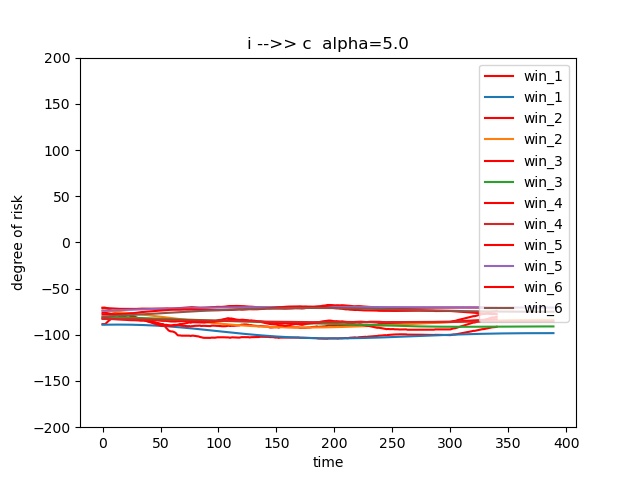 i -->> c  alpha=5.0
200
150
100
50
0
−50
−100
−150
−200
degree of risk
win_1
win_1
win_2
win_2
win_3
win_3
win_4
win_4
win_5
win_5
win_6
win_6
0 50 100 150 200 250 300 350 400
time